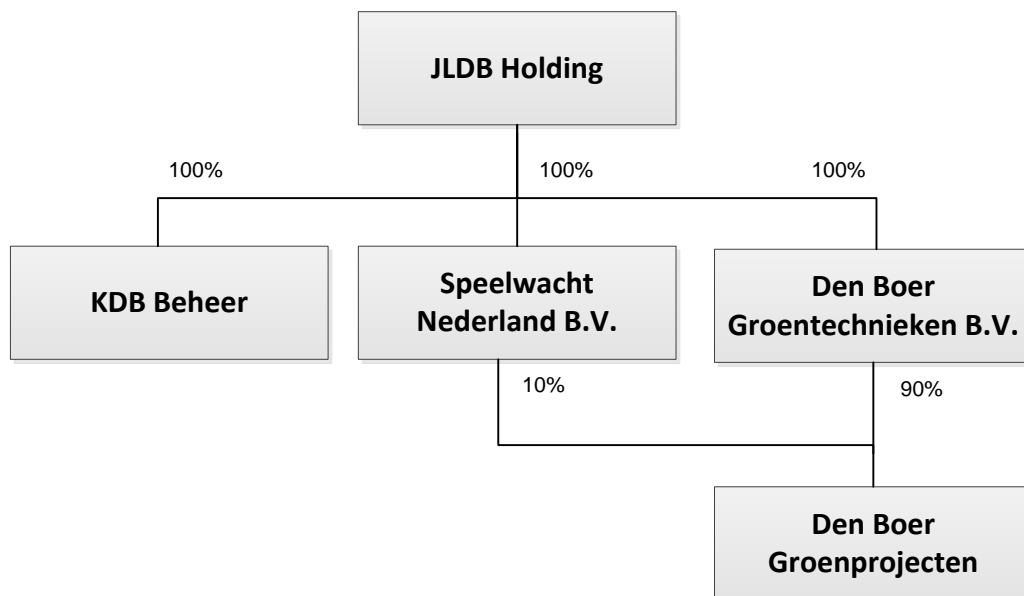 JLDB Holding
100%
100%
100%
KDB Beheer
Speelwacht
Nederland B.V.
Den Boer
Groentechnieken B.V.
10%
90%
Den Boer
Groenprojecten